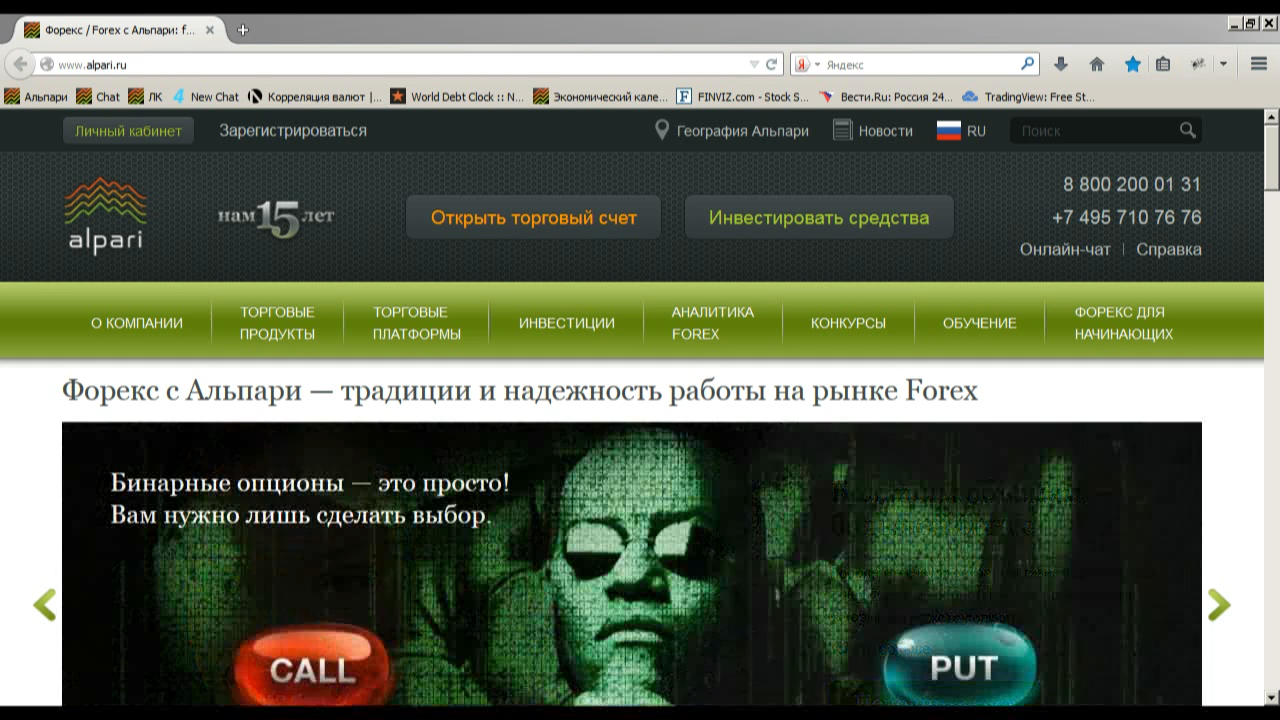 Форекс / Forex с Альпари: f...
www.alpari.ru
Яндекс
Альпари
Chat
ЛК
New Chat
Корреляция валют |...
World Debt Clock :: N...
Экономический кале...
FINVIZ.com - Stock S...
Вести.Ru: Россия 24...
TradingView: Free St...
Личный кабинет
Зарегистрироваться
География Альпари
Новости
RU
Поиск
alpari
нам 15 лет
Открыть торговый счет
Инвестировать средства
8 800 200 01 31
+7 495 710 76 76
Онлайн-чат
Справка
О КОМПАНИИ
ТОРГОВЫЕ
ПРОДУКТЫ
ТОРГОВЫЕ
ПЛАТФОРМЫ
ИНВЕСТИЦИИ
АНАЛИТИКА
FOREX
КОНКУРСЫ
ОБУЧЕНИЕ
ФОРЕКС ДЛЯ
НАЧИНАЮЩИХ
Форекс с Альпари — традиции и надежность работы на рынке Forex
Бинарные опционы — это просто!
Вам нужно лишь сделать выбор.
CALL
PUT